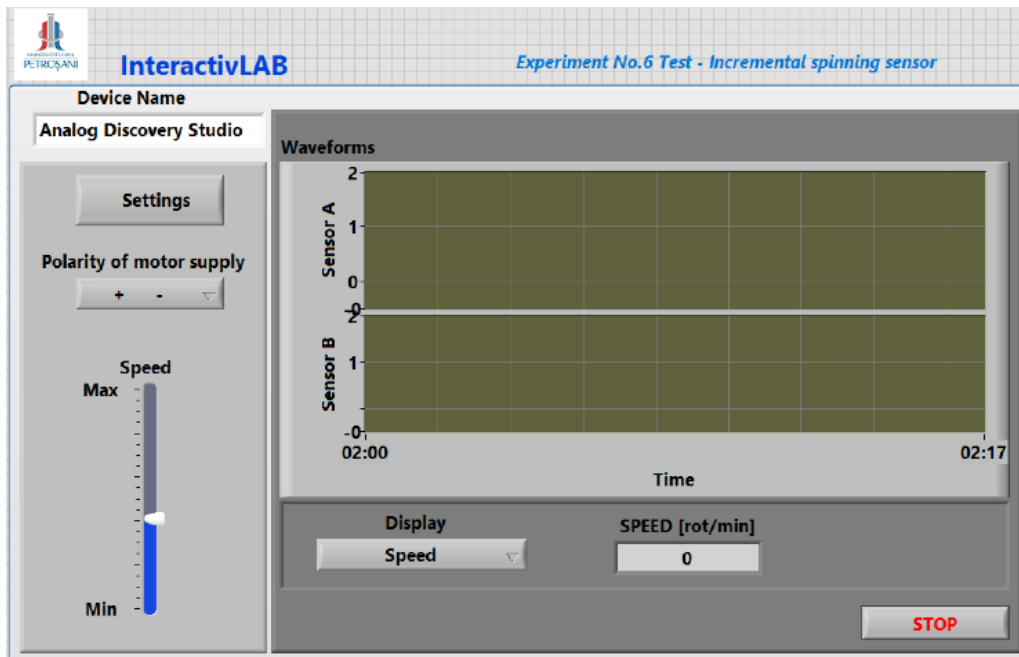 PETROȘANI
InteractivLAB
Experiment No.6 Test - Incremental spinning sensor
Device Name
Analog Discovery Studio
Settings
Polarity of motor supply
+ -
Speed
Max
Min
Waveforms
Sensor A
2
1
0
-0
Sensor B
2
1
-0
02:00
02:17
Time
Display
Speed
SPEED [rot/min]
0
STOP